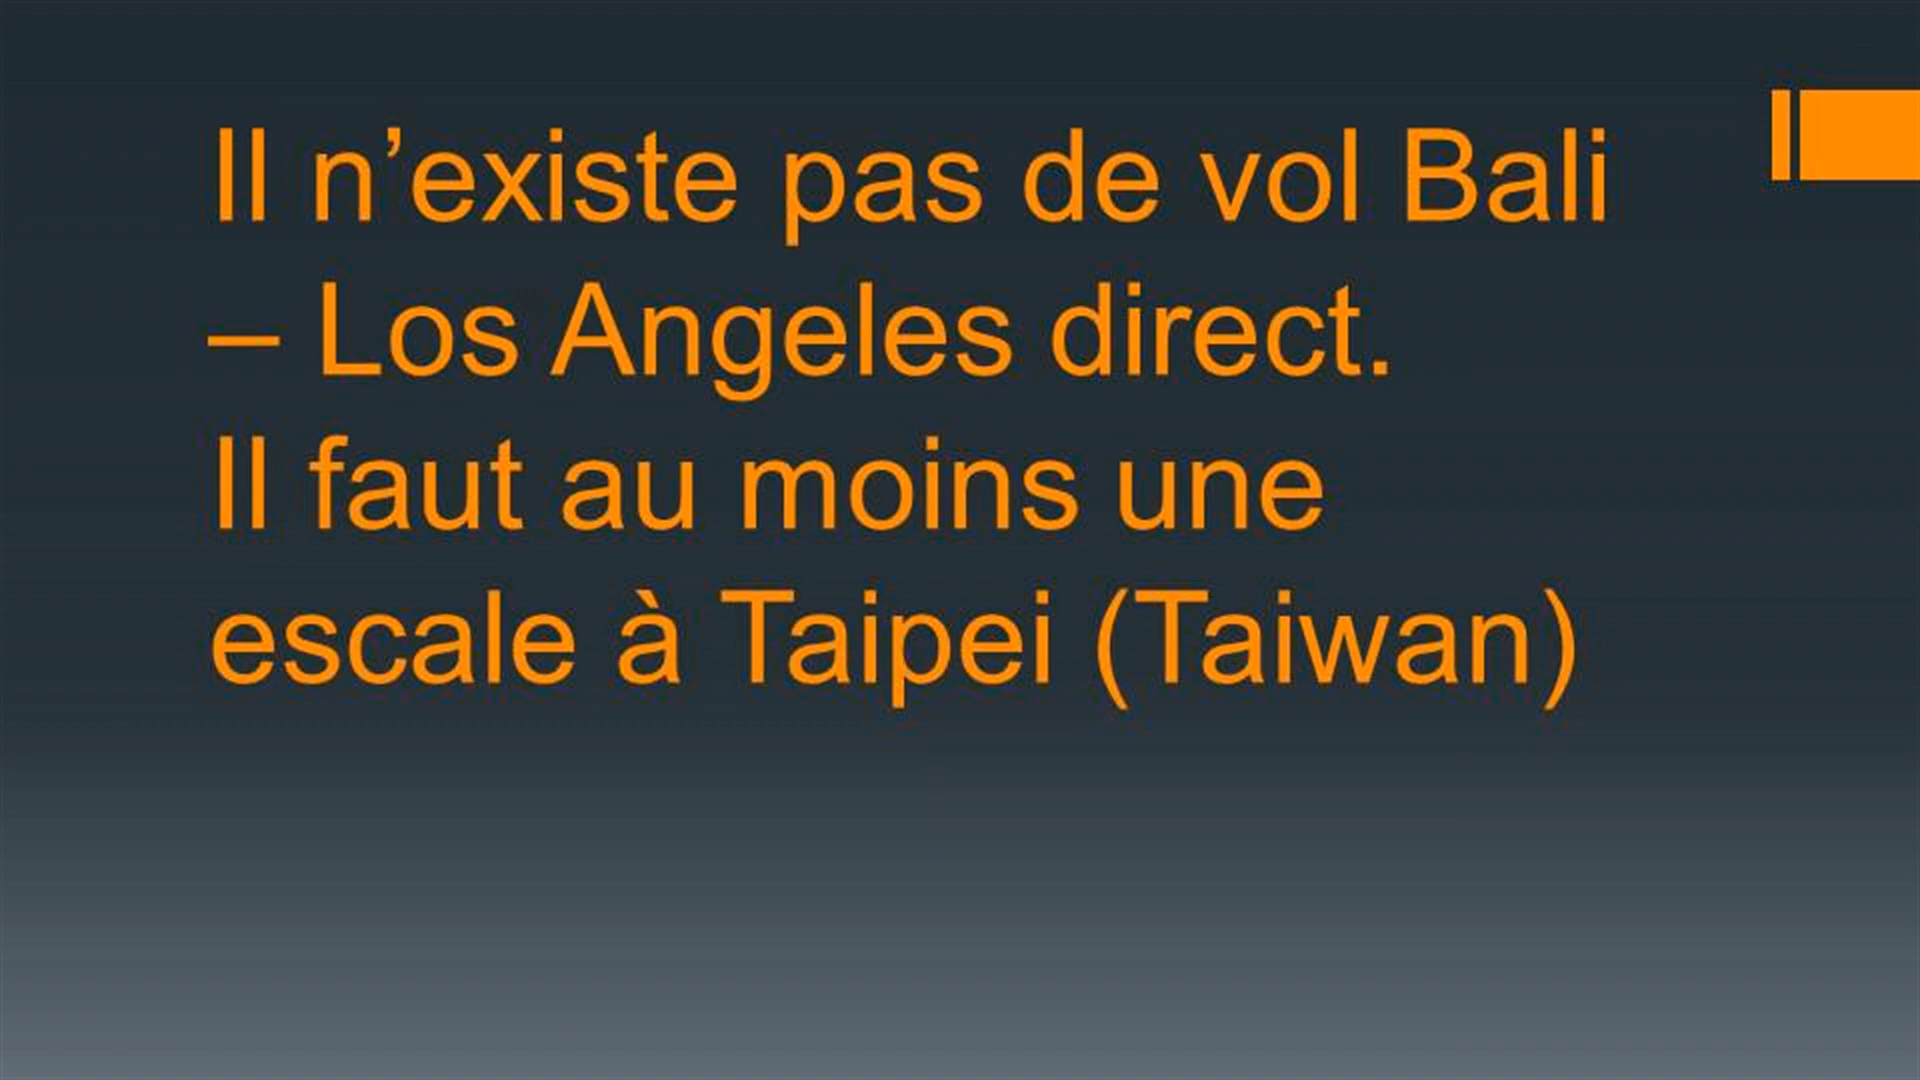 Il n’existe pas de vol Bali
– Los Angeles direct.
Il faut au moins une
escale à Taipei (Taiwan)